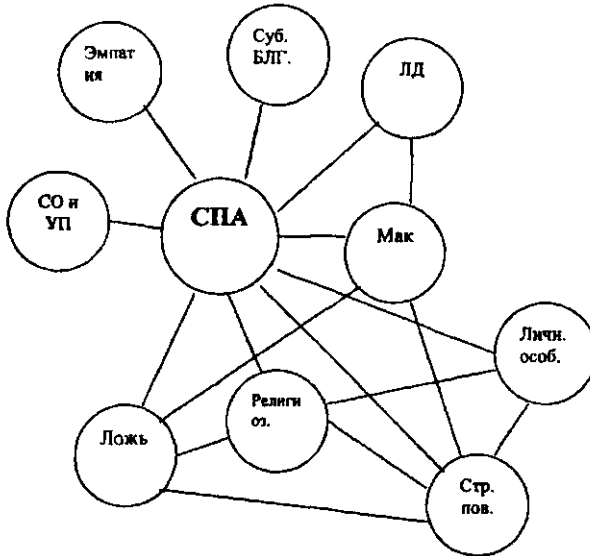 Эмпат
ия
Суб.
БЛГ.
ЛД
СО и
УП
СПА
Мак
Личн.
особ.
Религи
оз.
Ложь
Стр.
пов.